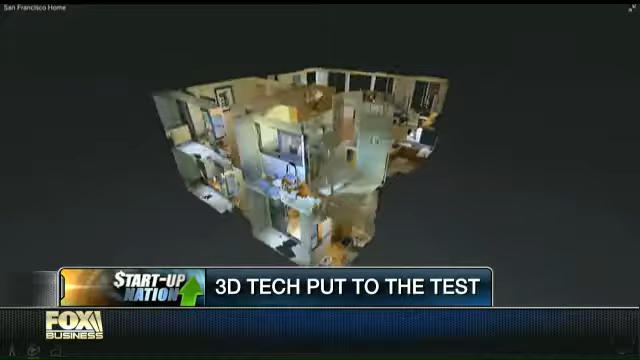 San Francisco Home
START-UP
NATION
3D TECH PUT TO THE TEST
FOX
BUSINESS